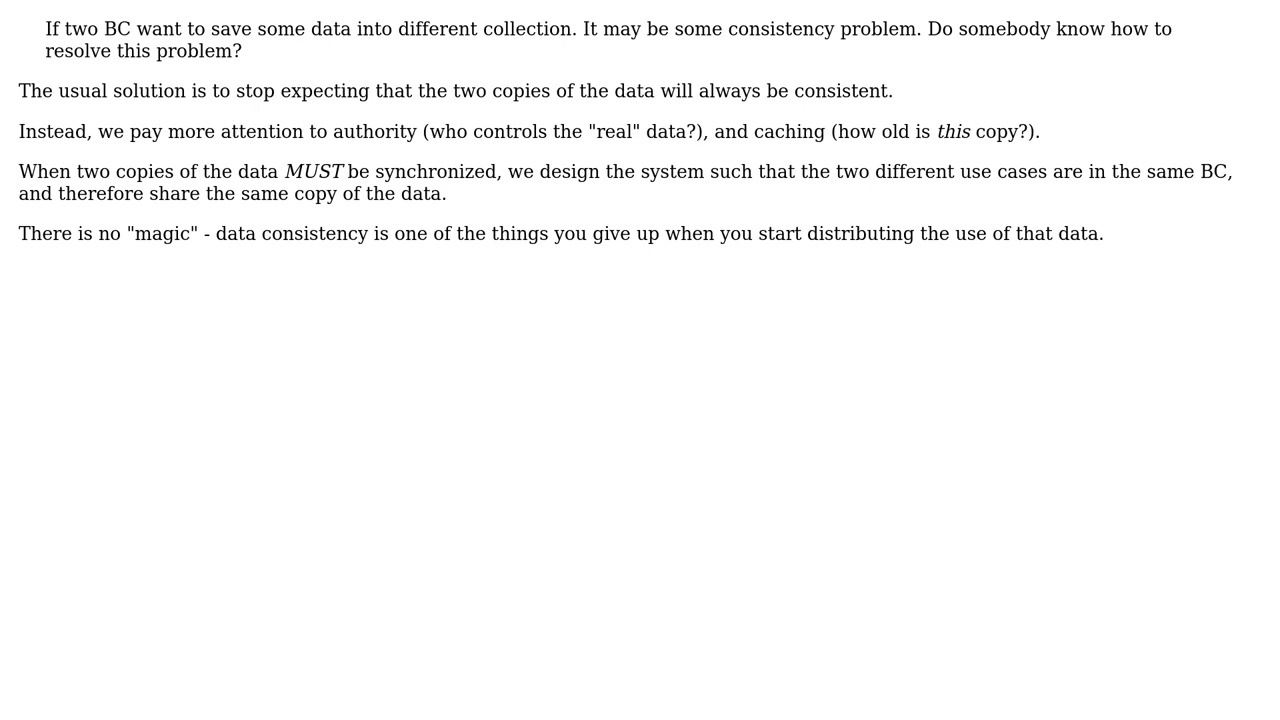 If two BC want to save some data into different collection. It may be some consistency problem. Do somebody know how to
resolve this problem?
The usual solution is to stop expecting that the two copies of the data will always be consistent.
Instead, we pay more attention to authority (who controls the "real" data?), and caching (how old is this copy?).
When two copies of the data MUST be synchronized, we design the system such that the two different use cases are in the same BC,
and therefore share the same copy of the data.
There is no "magic" - data consistency is one of the things you give up when you start distributing the use of that data.